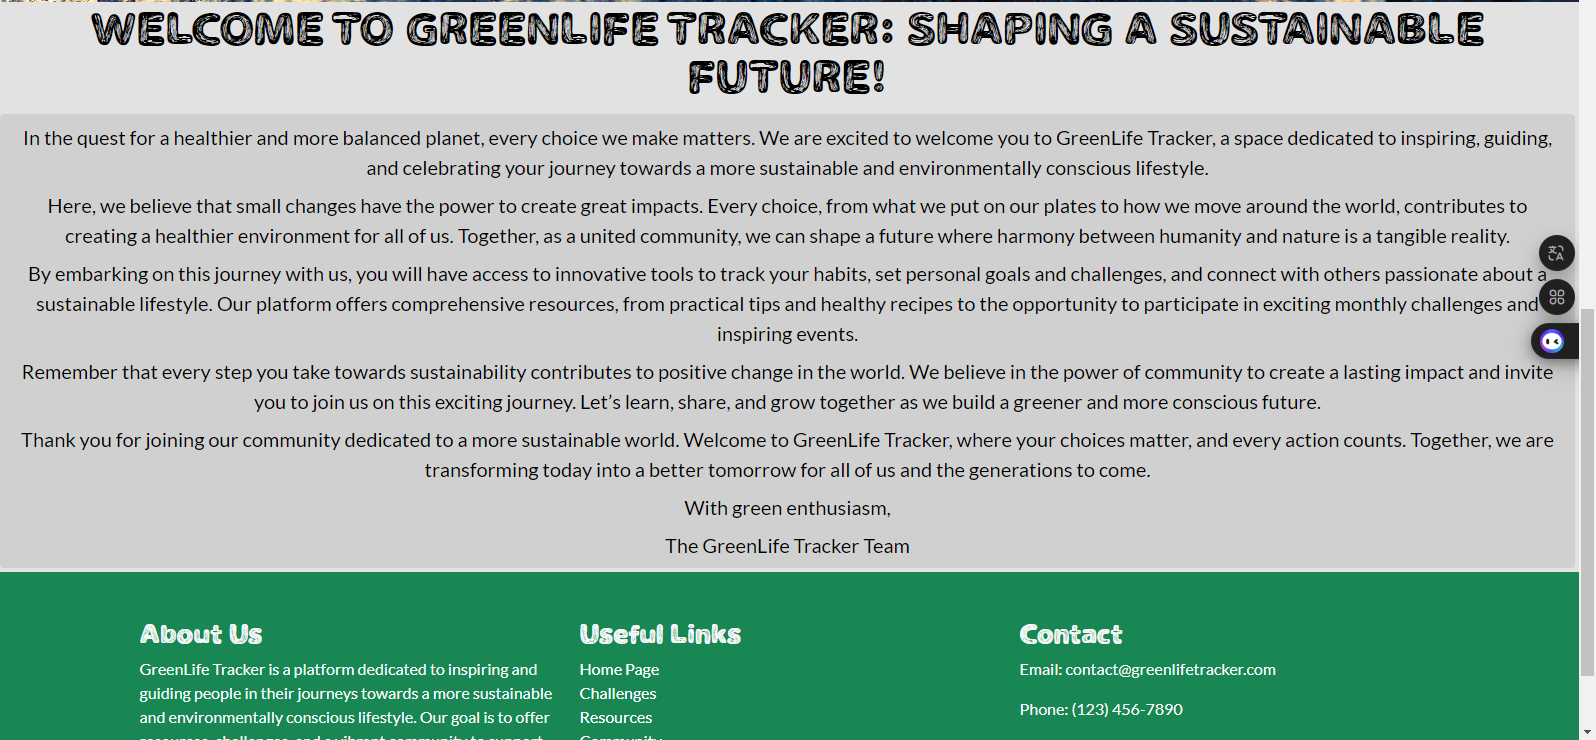 WELCOME TO GREENLIFE TRACKER: SHAPING A SUSTAINABLE
FUTURE!
In the quest for a healthier and more balanced planet, every choice we make matters. We are excited to welcome you to GreenLife Tracker, a space dedicated to inspiring, guiding,
and celebrating your journey towards a more sustainable and environmentally conscious lifestyle.
Here, we believe that small changes have the power to create great impacts. Every choice, from what we put on our plates to how we move around the world, contributes to
creating a healthier environment for all of us. Together, as a united community, we can shape a future where harmony between humanity and nature is a tangible reality.
By embarking on this journey with us, you will have access to innovative tools to track your habits, set personal goals and challenges, and connect with others passionate about a
sustainable lifestyle. Our platform offers comprehensive resources, from practical tips and healthy recipes to the opportunity to participate in exciting monthly challenges and
inspiring events.
Remember that every step you take towards sustainability contributes to positive change in the world. We believe in the power of community to create a lasting impact and invite
you to join us on this exciting journey. Let’s learn, share, and grow together as we build a greener and more conscious future.
Thank you for joining our community dedicated to a more sustainable world. Welcome to GreenLife Tracker, where your choices matter, and every action counts. Together, we are
transforming today into a better tomorrow for all of us and the generations to come.
With green enthusiasm,
The GreenLife Tracker Team
About Us
GreenLife Tracker is a platform dedicated to inspiring and
guiding people in their journeys towards a more sustainable
and environmentally conscious lifestyle. Our goal is to offer
resources, challenges, and a vibrant community to support
Useful Links
Home Page
Challenges
Resources
Community
Contact
Email: contact@greenlifetracker.com
Phone: (123) 456-7890